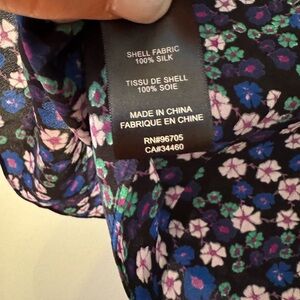 SHELL FABRIC
100% SILK
TISSU DE SHELL
100% SOIE
MADE IN CHINA
FABRIQUE EN CHINE
RN#96705
CA#34460